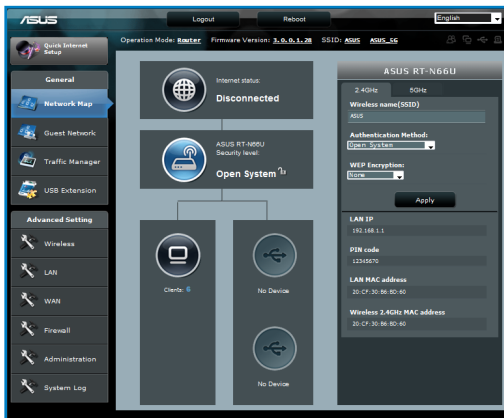 ASUS
Logout
Reboot
English
Quick Internet
Setup
Operation Mode: Router Firmware Version: 3.0.0.1.28 SSID: ASUS ASUS_5G
General
Network Map
Guest Network
Traffic Manager
USB Extension
Advanced Setting
Wireless
LAN
WAN
Firewall
Administration
System Log
Internet status:
Disconnected
ASUS RT-N66U
Security level:
Open System
Clients: 6
No Device
No Device
ASUS RT-N66U
2.4GHz 5GHz
Wireless name(SSID)
ASUS
Authentication Method:
Open System
WEP Encryption:
None
Apply
LAN IP
192.168.1.1
PIN code
12345670
LAN MAC address
20:CF:30:B6:BD:60
Wireless 2.4GHz MAC address
20:CF:30:B6:BD:60